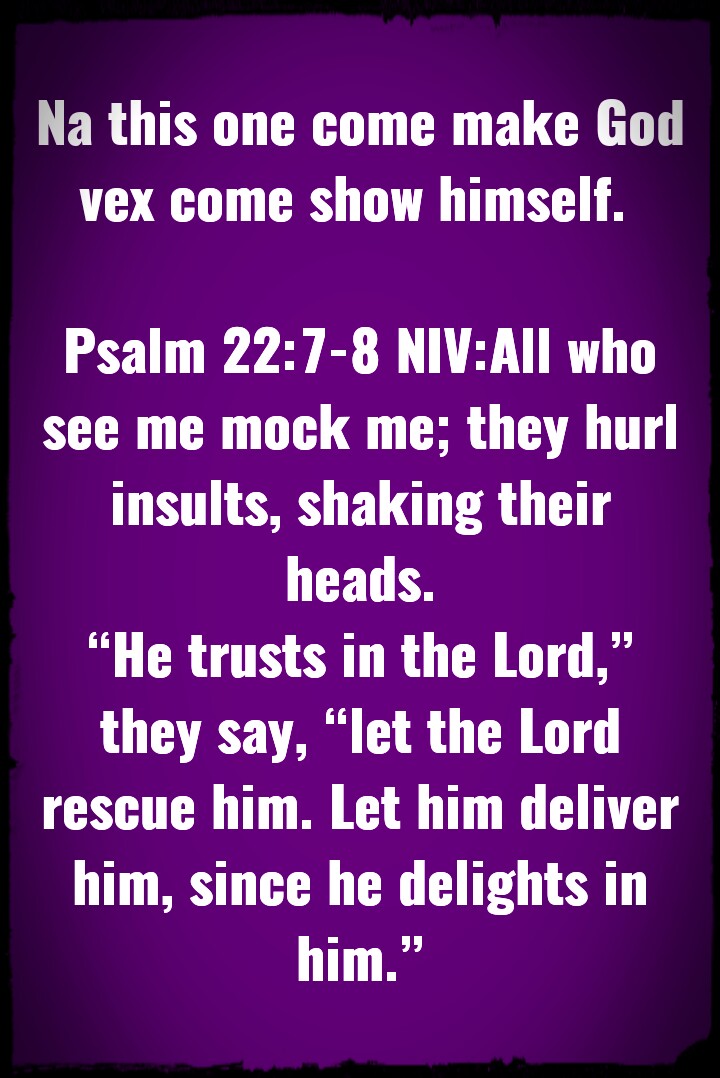 Na this one come make God
vex come show himself.
Psalm 22:7-8 NIV:All who
see me mock me; they hurl
insults, shaking their
heads.
“He trusts in the Lord,”
they say, “let the Lord
rescue him. Let him deliver
him, since he delights in
him.”